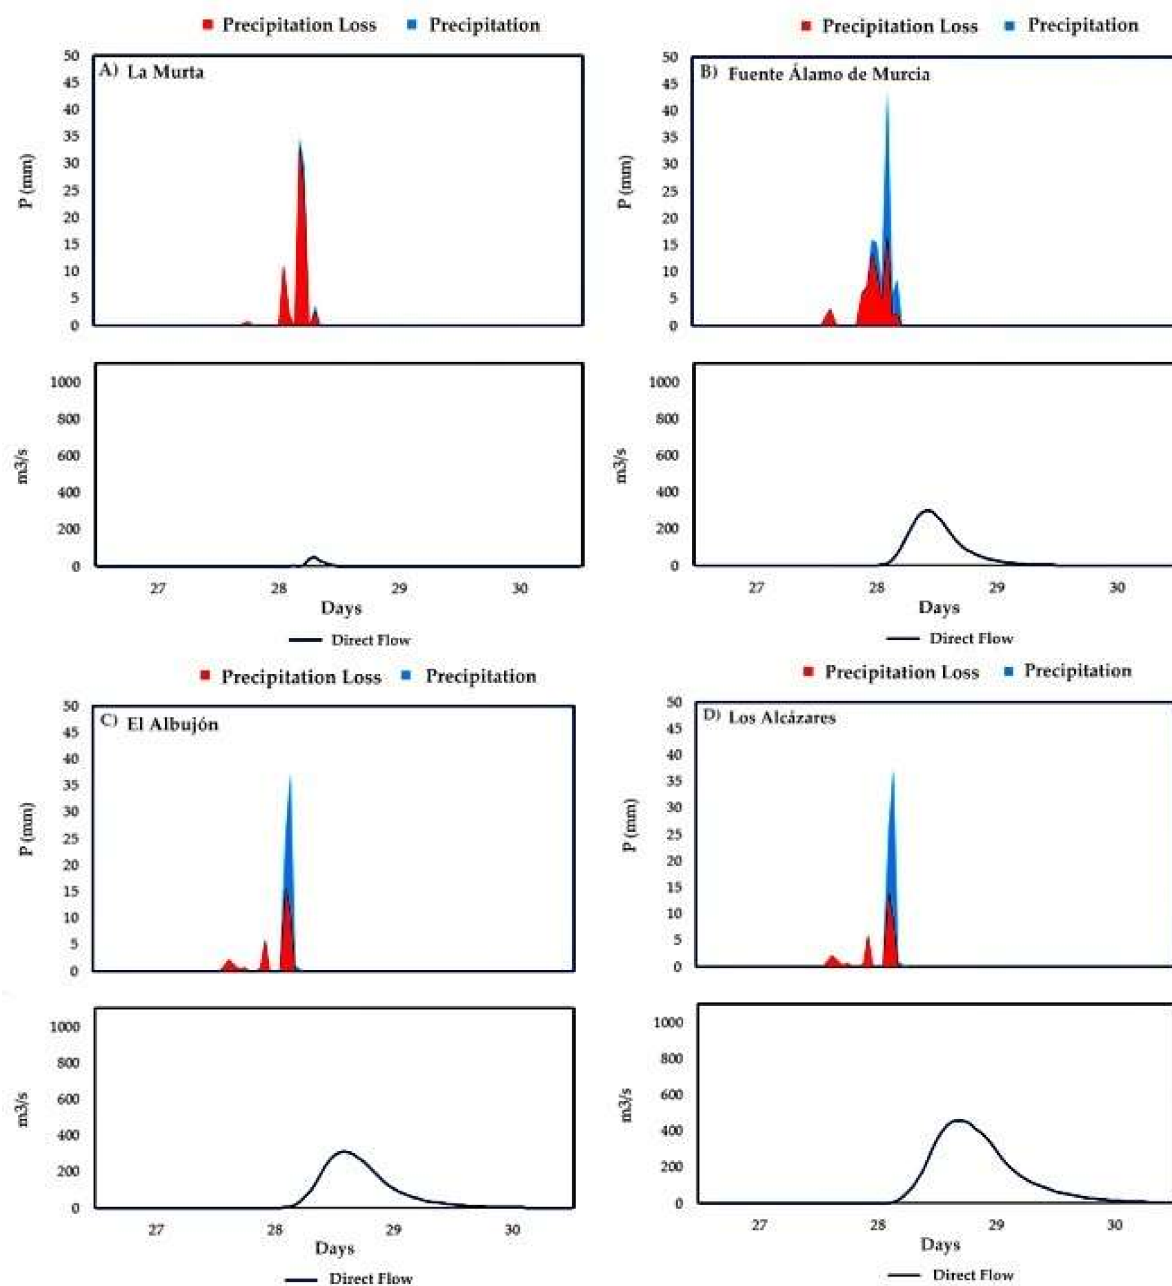 Precipitation Loss Precipitation
A) La Murta
P (mm)
50
45
40
35
30
25
20
15
10
5
0
m3/s
1000
800
600
400
200
0
27 28 29 30
Days
Direct Flow
Precipitation Loss Precipitation
B) Fuente Álamo de Murcia
P (mm)
50
45
40
35
30
25
20
15
10
5
0
m3/s
1000
800
600
400
200
0
27 28 29 30
Days
Direct Flow
Precipitation Loss Precipitation
C) El Albujón
P (mm)
50
45
40
35
30
25
20
15
10
5
0
m3/s
1000
800
600
400
200
0
27 28 29 30
Days
Direct Flow
Precipitation Loss Precipitation
D) Los Alcázares
P (mm)
50
45
40
35
30
25
20
15
10
5
0
m3/s
1000
800
600
400
200
0
27 28 29 30
Days
Direct Flow